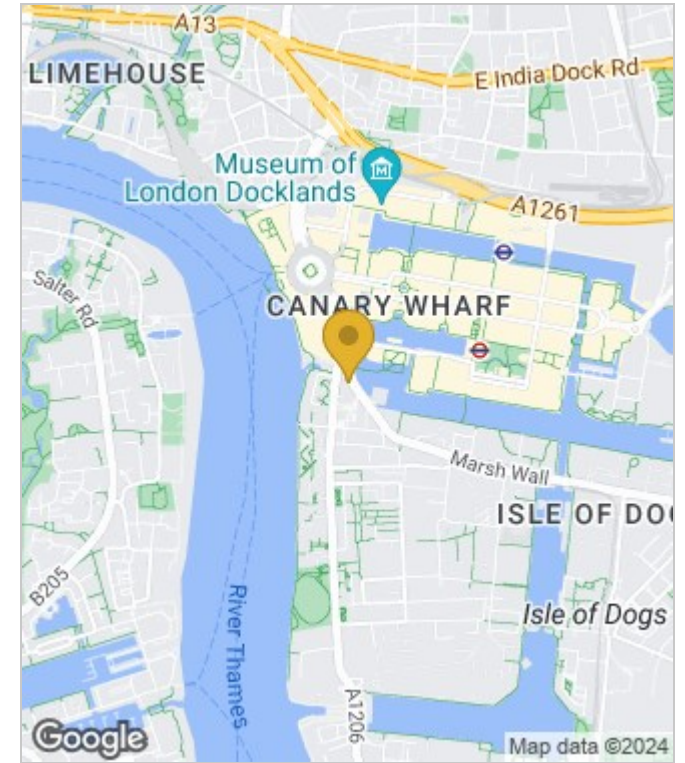 A13
LIMEHOUSE
E India Dock Rd
Museum of
London Docklands
A1261
Salter Rd
CANARY WHARF
Marsh Wall
ISLE OF DO
B205
River Thames
Isle of Dogs
A1206
Google
Map data ©2024